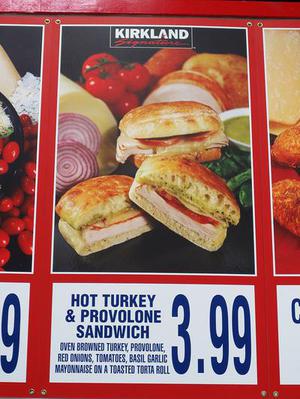 KIRKLAND
Signature
HOT TURKEY
& PROVOLONE
SANDWICH
OVEN BROWNED TURKEY, PROVOLONE,
RED ONIONS, TOMATOES, BASIL GARLIC
MAYONNAISE ON A TOASTED TORTA ROLL
3.99
9
C